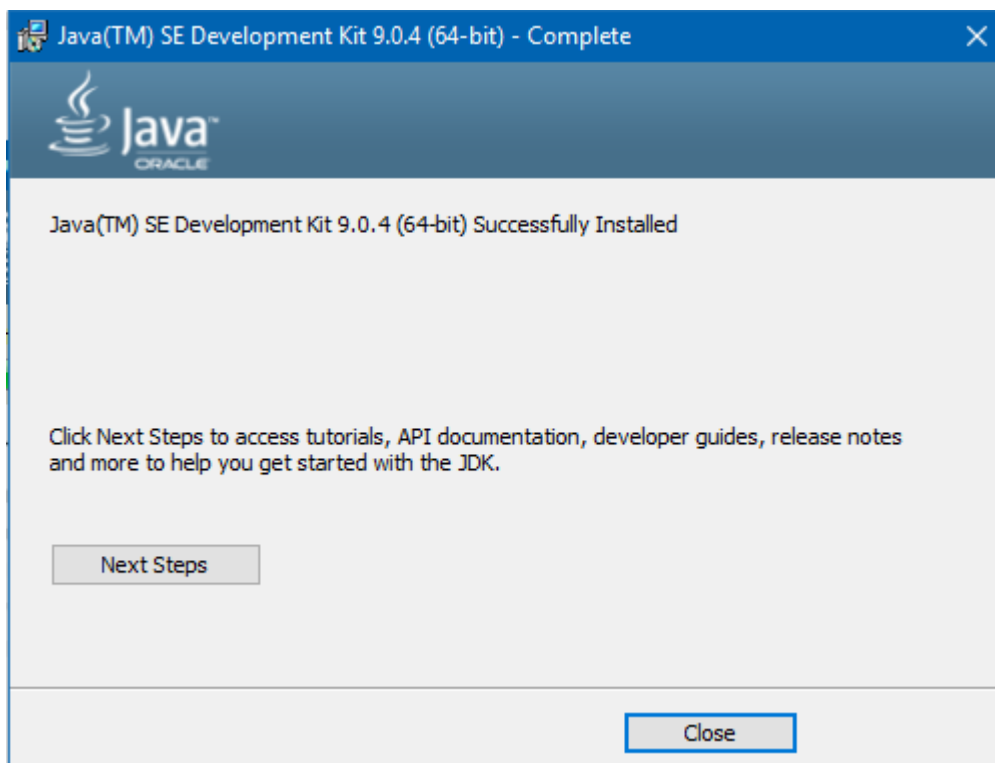 Java(TM) SE Development Kit 9.0.4 (64-bit) - Complete
Java™
ORACLE
Java(TM) SE Development Kit 9.0.4 (64-bit) Successfully Installed
Click Next Steps to access tutorials, API documentation, developer guides, release notes
and more to help you get started with the JDK.
Next Steps
Close